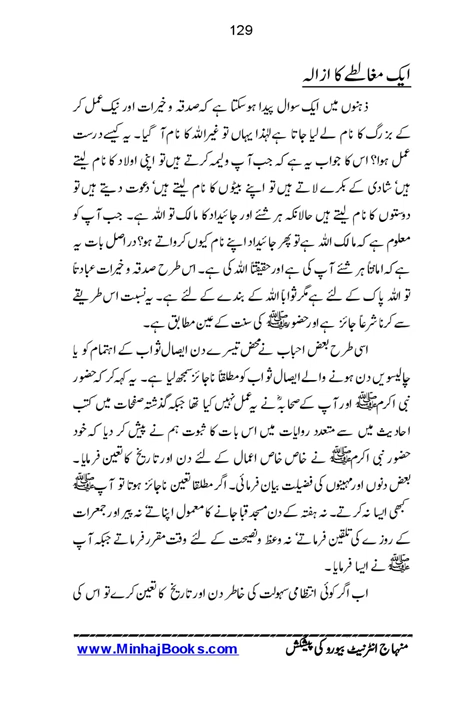 129
ایک مغالطے کا ازالہ
ذہنوں میں ایک سوال پیدا ہو سکتا ہے کہ صدقہ و خیرات اور نیک عمل کر
کے بزرگ کا نام لے لیا جاتا ہے لہٰذا یہاں تو غیر اللہ کا نام آ گیا۔ یہ کیسے درست
عمل ہوا؟ اس کا جواب یہ ہے کہ جب آپ ولیمہ کرتے ہیں تو اپنی اولاد کا نام لیتے
ہیں‘ شادی کے بکرے لاتے ہیں تو اپنے بیٹوں کا نام لیتے ہیں‘ دعوت دیتے ہیں تو
دوستوں کا نام لیتے ہیں حالانکہ ہر شئے اور جائیداد کا مالک تو اللہ ہے۔ جب آپ کو
معلوم ہے کہ مالک اللہ ہے تو پھر جائیداد اپنے نام کیوں کرواتے ہو؟ در اصل بات یہ
ہے کہ امانتاً ہر شئے آپ کی ہے اور حقیقتاً اللہ کی ہے۔ اس طرح صدقہ و خیرات عبادتاً
تو اللہ پاک کے لئے ہے مگر ثواباً اللہ کے بندے کے لئے ہے۔ یہ نسبت اس طریقے
سے کرنا شرعاً جائز ہے اور حضور ﷺ کی سنت کے عین مطابق ہے۔
اسی طرح بعض احباب نے محض تیسرے دن ایصال ثواب کے اہتمام کو یا
چالیسویں دن ہونے والے ایصال ثواب کو مطلقا ناجائز سمجھ لیا ہے۔ یہ کہہ کر کہ حضور
نبی اکرم ﷺ اور آپ کے صحابہؓ نے یہ عمل نہیں کیا تھا جبکہ گذشتہ صفحات میں کتب
احادیث میں سے متعدد روایات میں اس بات کا ثبوت ہم نے پیش کر دیا کہ خود
حضور نبی اکرم ﷺ نے خاص خاص اعمال کے لئے دن اور تاریخ کا تعین فرمایا۔
بعض دنوں اور مہینوں کی فضیلت بیان فرمائی۔ اگر مطلقا تعین ناجائز ہوتا تو آپ ﷺ
کبھی ایسا نہ کرتے۔ نہ ہفتہ کے دن مسجد قبا جانے کا معمول اپناتے‘ نہ پیر اور جمعرات
کے روزے کی تلقین فرماتے‘ نہ وعظ و نصیحت کے لئے وقت مقرر فرماتے جبکہ آپ
ﷺ نے ایسا فرمایا۔
اب اگر کوئی انتظامی سہولت کی خاطر دن اور تاریخ کا تعین کرے تو اس کی
منہاج انٹرنیٹ بیورو کی پیشکش www.MinhajBooks.com